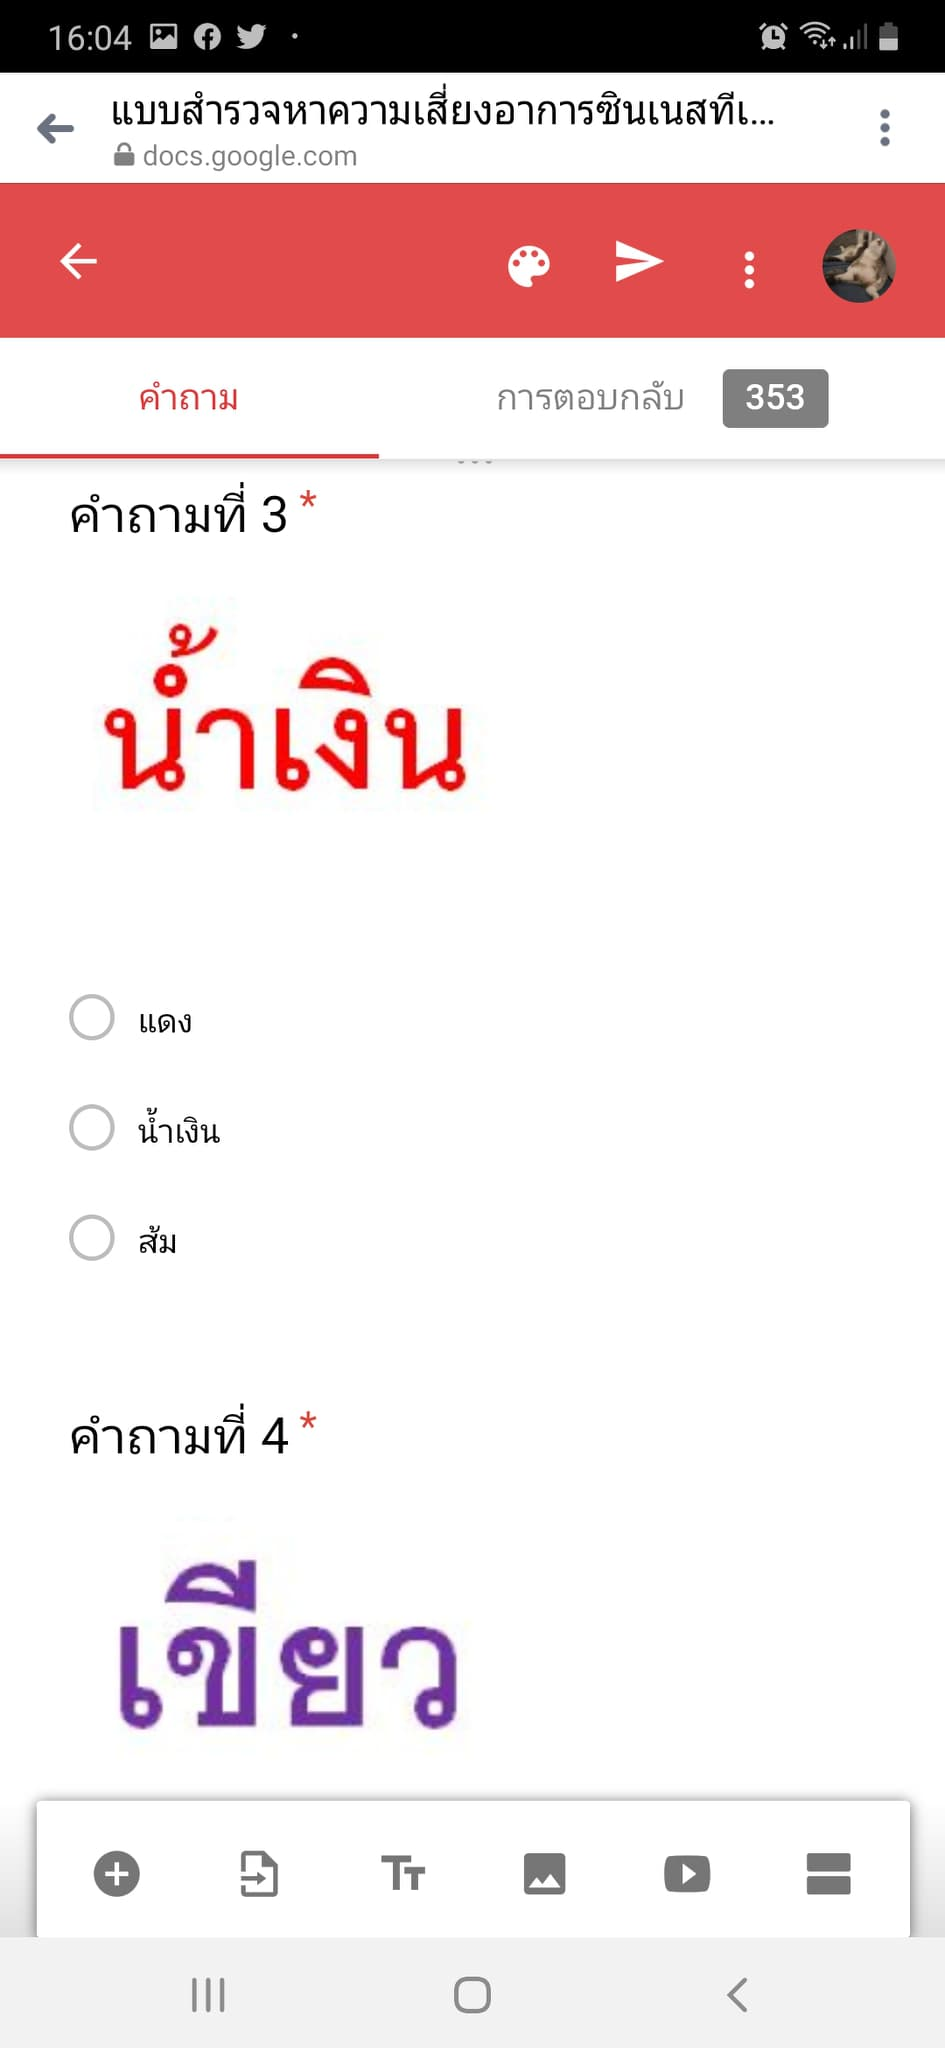 16:04
แบบสำรวจหาความเสี่ยงอาการซินเนสทีเ...
docs.google.com
คำถาม
การตอบกลับ 353
คำถามที่ 3 *
น้ำเงิน
แดง
น้ำเงิน
ส้ม
คำถามที่ 4 *
เขียว